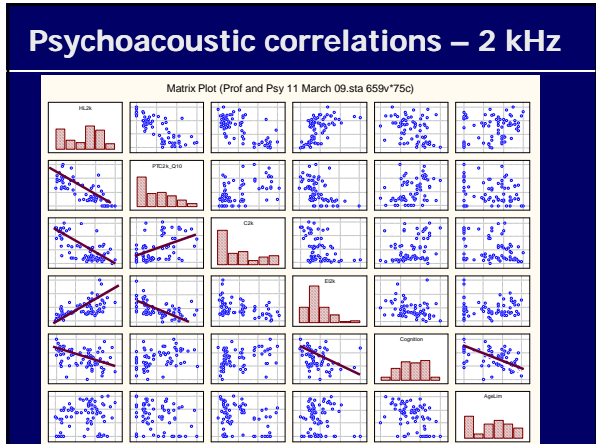 Psychoacoustic correlations – 2 kHz
Matrix Plot (Prof and Psy 11 March 09.sta 659v*75c)
HL2k
PTC2k_Q10
C2k
EI2k
Cognition
AgeLim